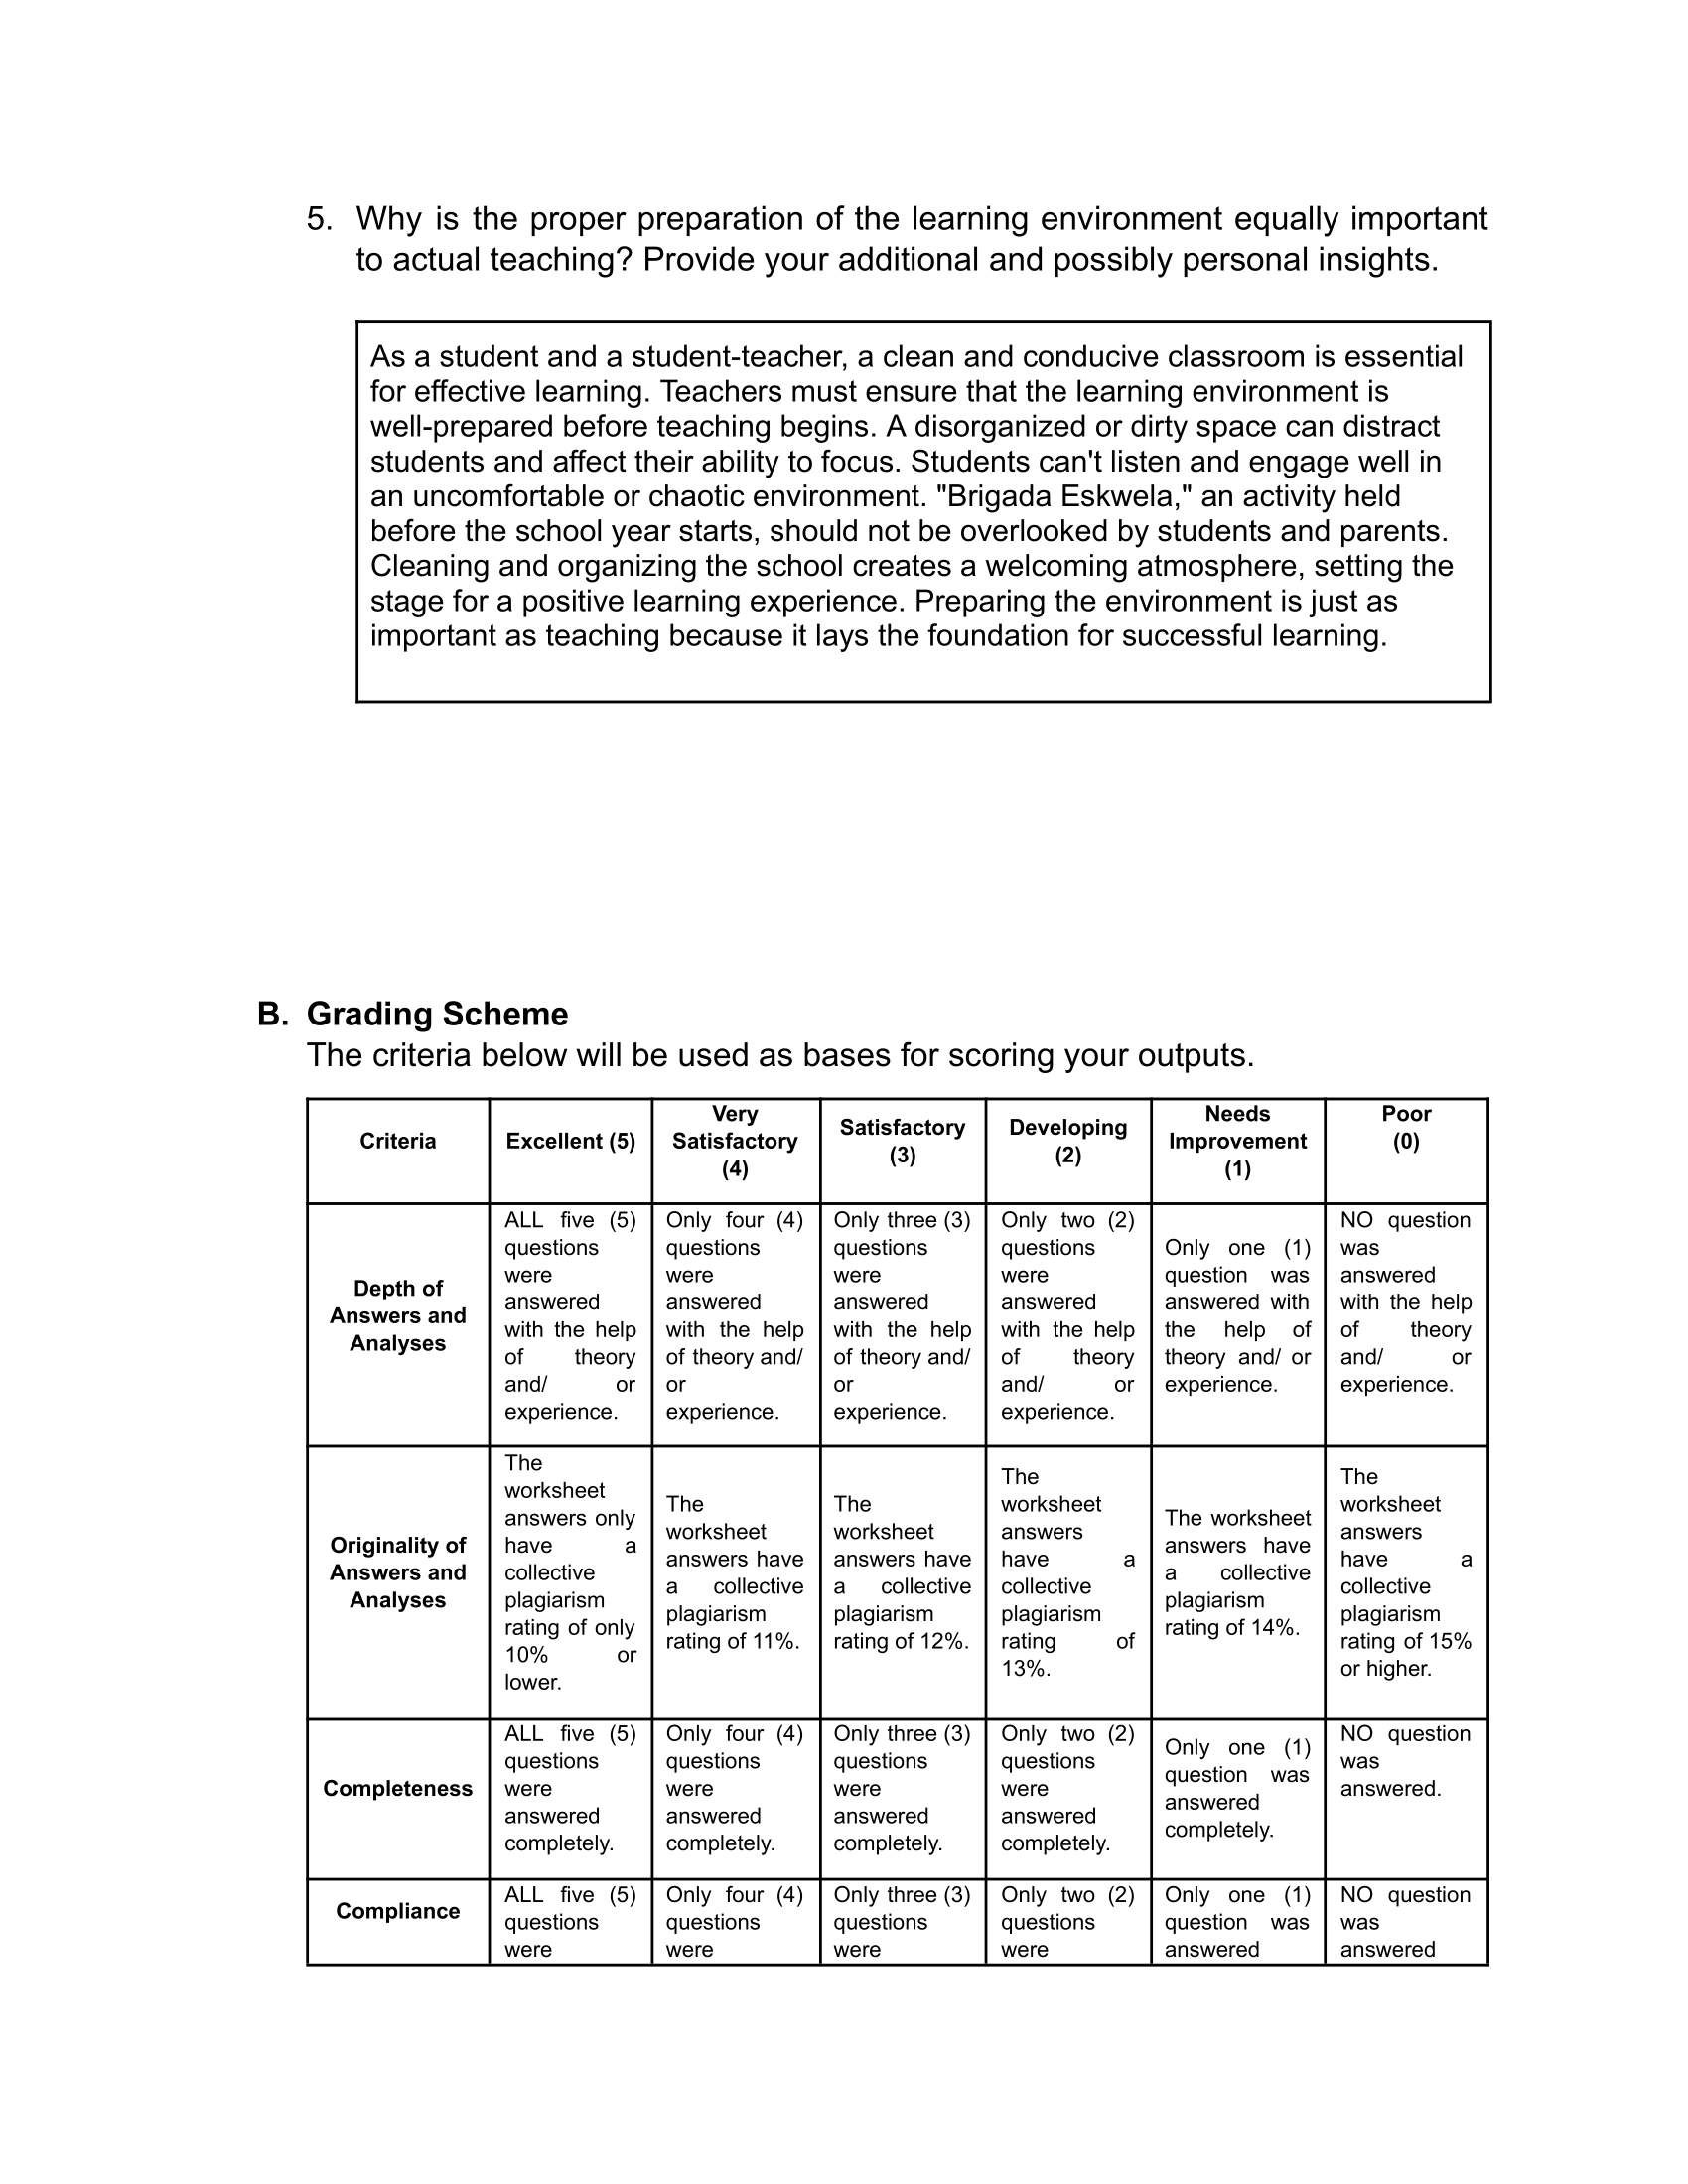 5. Why is the proper preparation of the learning environment equally important
to actual teaching? Provide your additional and possibly personal insights.
As a student and a student-teacher, a clean and conducive classroom is essential
for effective learning. Teachers must ensure that the learning environment is
well-prepared before teaching begins. A disorganized or dirty space can distract
students and affect their ability to focus. Students can't listen and engage well in
an uncomfortable or chaotic environment. "Brigada Eskwela," an activity held
before the school year starts, should not be overlooked by students and parents.
Cleaning and organizing the school creates a welcoming atmosphere, setting the
stage for a positive learning experience. Preparing the environment is just as
important as teaching because it lays the foundation for successful learning.
B. Grading Scheme
The criteria below will be used as bases for scoring your outputs.
Criteria
Excellent (5)
Very
Satisfactory
(4)
Satisfactory
(3)
Developing
(2)
Needs
Improvement
(1)
Poor
(0)
Depth of
Answers and
Analyses
ALL five (5)
questions
were
answered
with the help
of theory
and/ or
experience.
Only four (4)
questions
were
answered
with the help
of theory and/
or
experience.
Only three (3)
questions
were
answered
with the help
of theory and/
or
experience.
Only two (2)
questions
were
answered
with the help
of theory
and/ or
experience.
Only one (1)
question was
answered with
the help of
theory and/ or
experience.
NO question
was
answered
with the help
of theory
and/ or
experience.
Originality of
Answers and
Analyses
The
worksheet
answers only
have a
collective
plagiarism
rating of only
10% or
lower.
The
worksheet
answers have
a collective
plagiarism
rating of 11%.
The
worksheet
answers have
a collective
plagiarism
rating of 12%.
The
worksheet
answers
have a
collective
plagiarism
rating of
13%.
The worksheet
answers have
a collective
plagiarism
rating of 14%.
The
worksheet
answers
have a
collective
plagiarism
rating of 15%
or higher.
Completeness
ALL five (5)
questions
were
answered
completely.
Only four (4)
questions
were
answered
completely.
Only three (3)
questions
were
answered
completely.
Only two (2)
questions
were
answered
completely.
Only one (1)
question was
answered
completely.
NO question
was
answered.
Compliance
ALL five (5)
questions
were
Only four (4)
questions
were
Only three (3)
questions
were
Only two (2)
questions
were
Only one (1)
question was
answered
NO question
was
answered